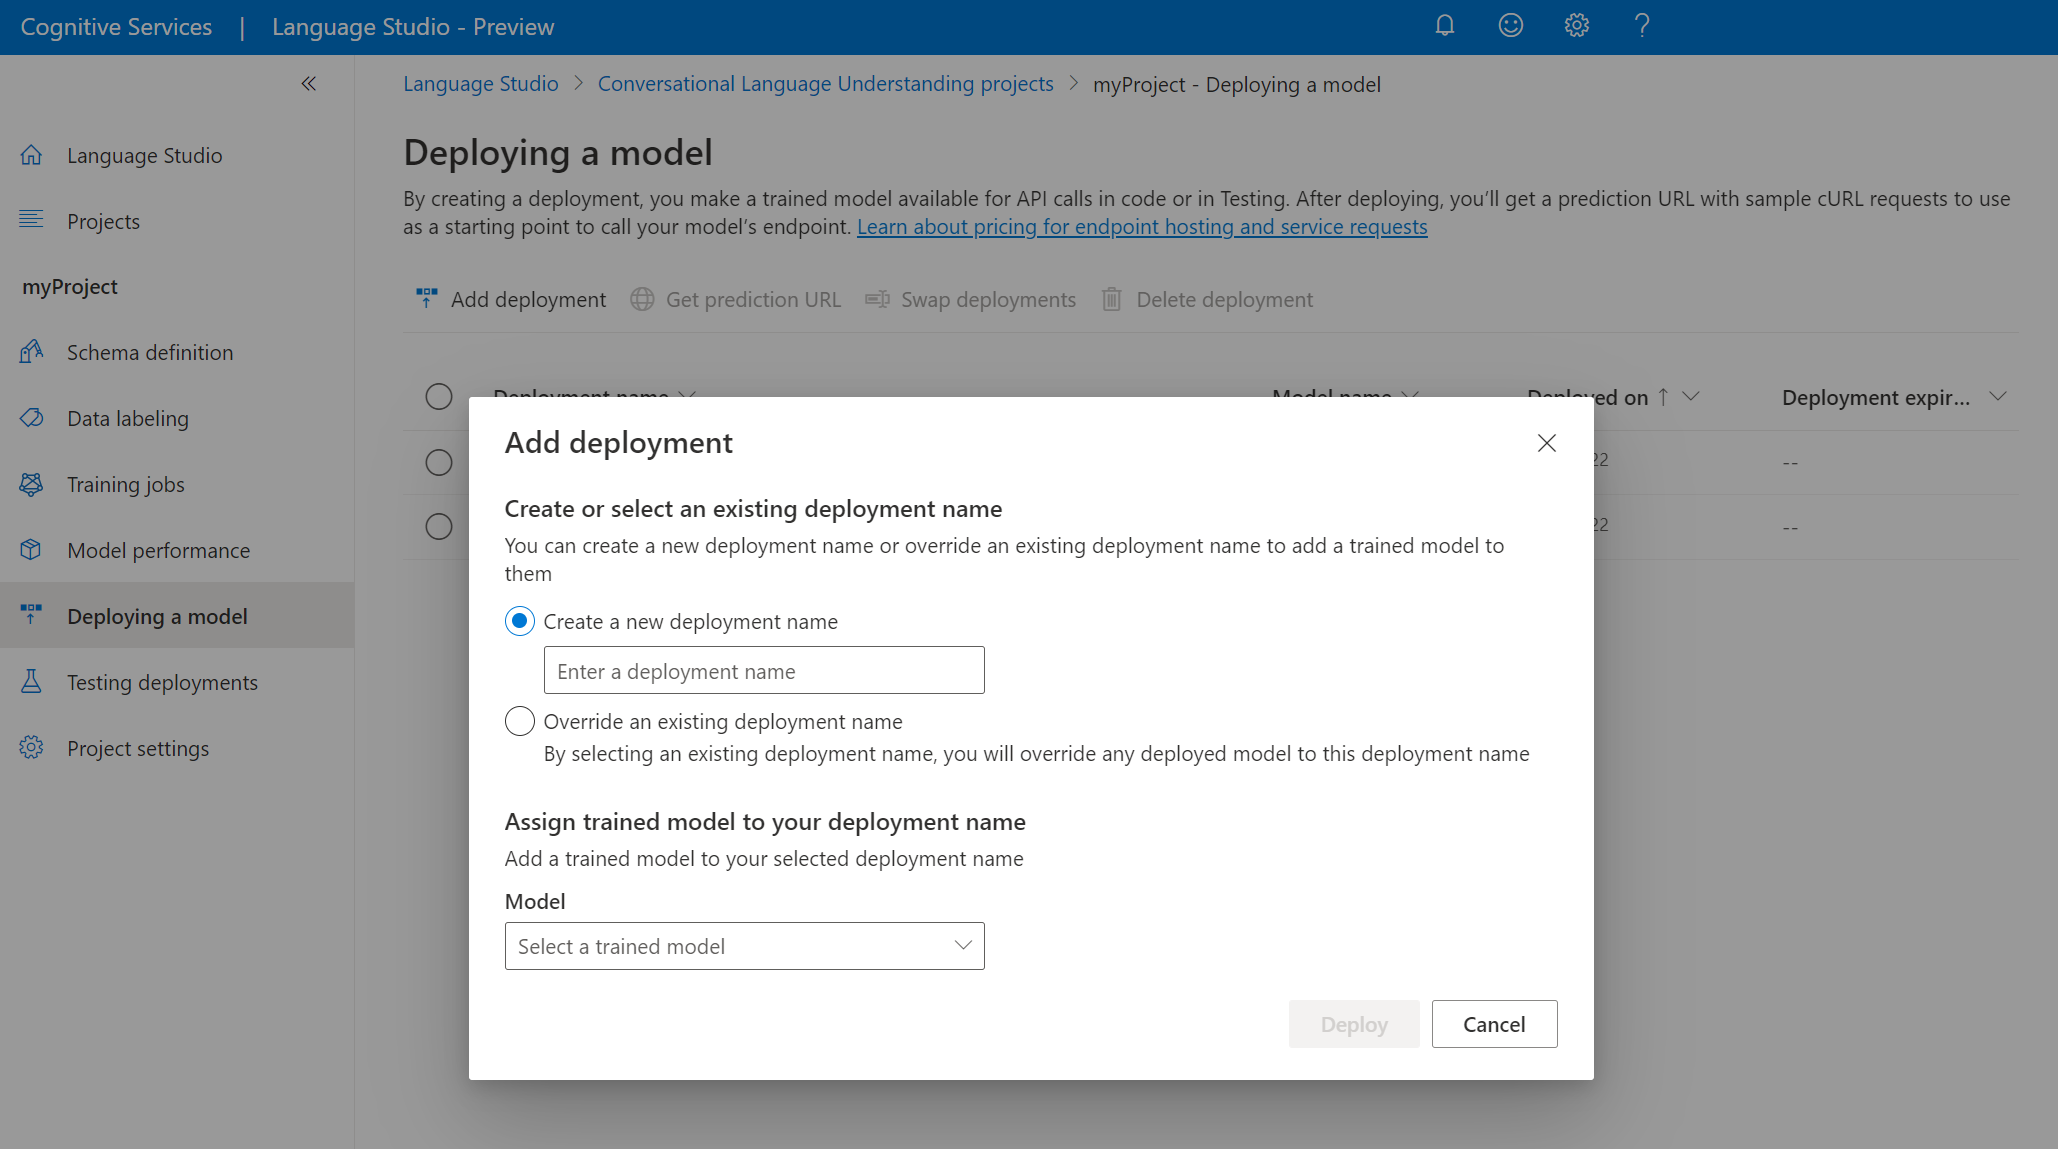 Cognitive Services | Language Studio - Preview
Language Studio > Conversational Language Understanding projects > myProject - Deploying a model
Language Studio
Projects
myProject
Schema definition
Data labeling
Training jobs
Model performance
Deploying a model
Testing deployments
Project settings
Deploying a model
By creating a deployment, you make a trained model available for API calls in code or in Testing. After deploying, you'll get a prediction URL with sample cURL requests to use
as a starting point to call your model's endpoint. Learn about pricing for endpoint hosting and service requests
Add deployment Get prediction URL Swap deployments Delete deployment
Deployment name Model name Deployed on ↑ Deployment expir...
22 --
22 --
Add deployment
Create or select an existing deployment name
You can create a new deployment name or override an existing deployment name to add a trained model to
them
Create a new deployment name
Enter a deployment name
Override an existing deployment name
By selecting an existing deployment name, you will override any deployed model to this deployment name
Assign trained model to your deployment name
Add a trained model to your selected deployment name
Model
Select a trained model
Deploy Cancel